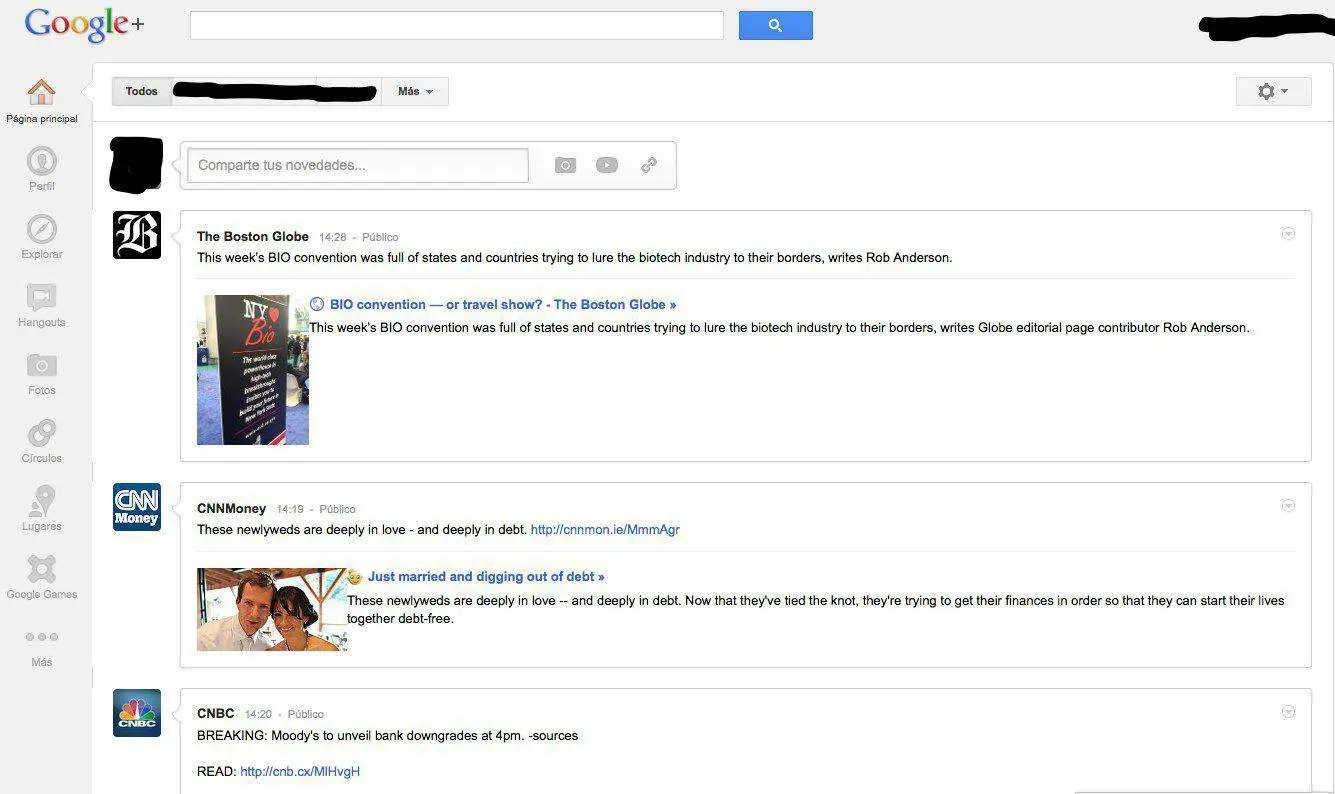 Google+
Todos
Más
Página principal
Perfil
Explorar
Hangouts
Fotos
Círculos
Lugares
Google Games
Más
Comparte tus novedades...
The Boston Globe 14:28 - Público
This week's BIO convention was full of states and countries trying to lure the biotech industry to their borders, writes Rob Anderson.
BIO convention — or travel show? - The Boston Globe »
This week's BIO convention was full of states and countries trying to lure the biotech industry to their borders, writes Globe editorial page contributor Rob Anderson.
NY
Bio
The world-class
powerhouse in
high-tech
breakthroughs
invites you to
build your future in
New York State
CNN
Money
CNNMoney 14:19 - Público
These newlyweds are deeply in love - and deeply in debt. http://cnnmon.ie/MmmAgr
Just married and digging out of debt »
These newlyweds are deeply in love -- and deeply in debt. Now that they've tied the knot, they're trying to get their finances in order so that they can start their lives
together debt-free.
CNBC
CNBC 14:20 - Público
BREAKING: Moody's to unveil bank downgrades at 4pm. -sources
READ: http://cnb.cx/MIHvgH